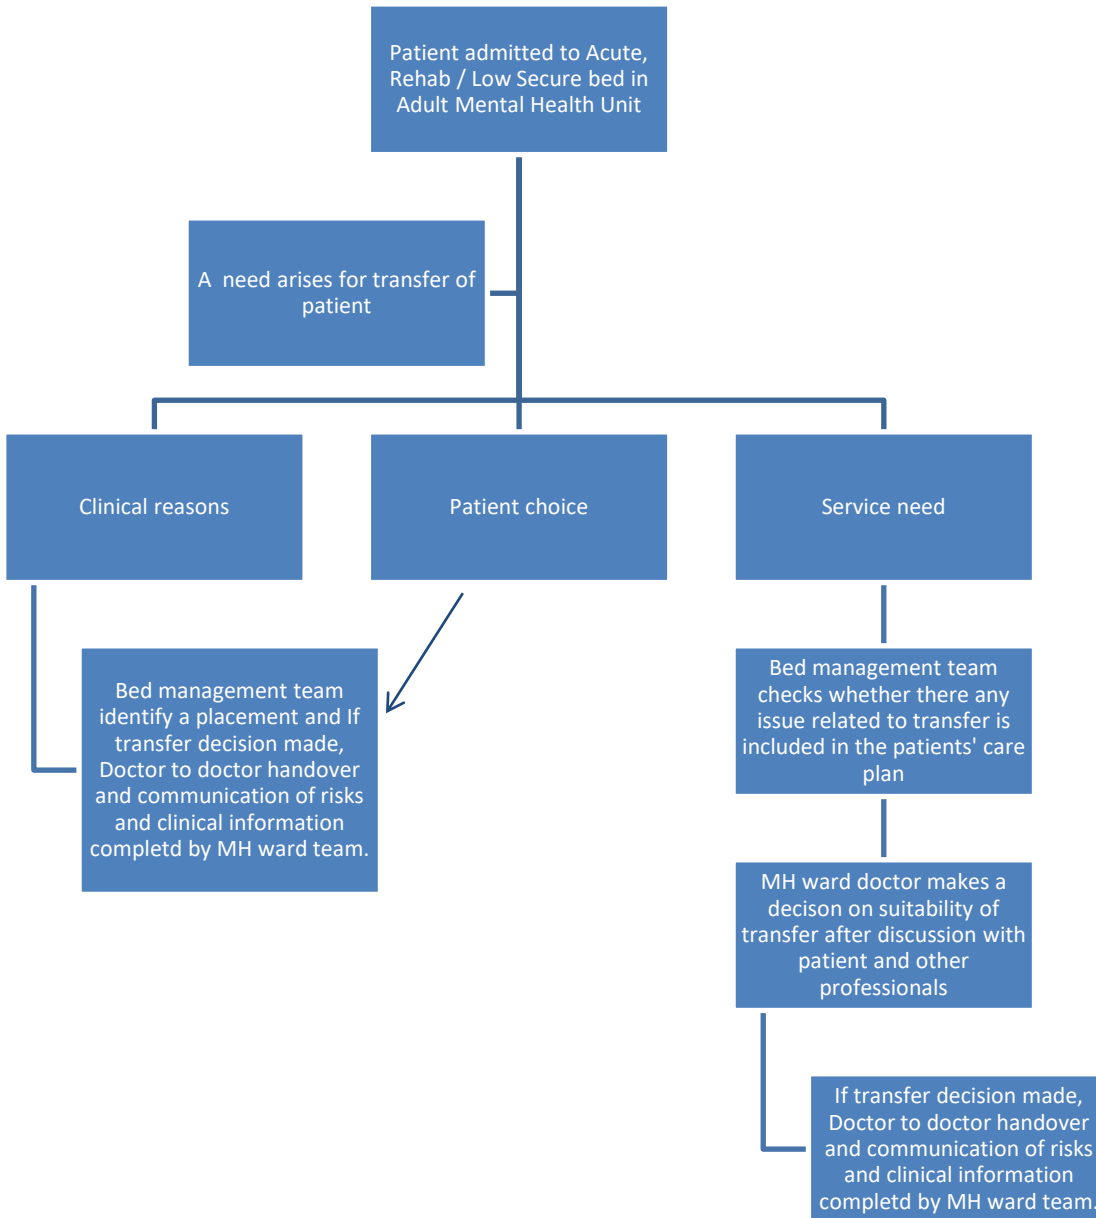 Patient admitted to Acute,
Rehab / Low Secure bed in
Adult Mental Health Unit
A  need arises for transfer of
patient
Clinical reasons
Patient choice
Service need
Bed management team
identify a placement and If
transfer decision made,
Doctor to doctor handover
and communication of risks
and clinical information
completd by MH ward team.
Bed management team
checks whether there any
issue related to transfer is
included in the patients' care
plan
MH ward doctor makes a
decison on suitability of
transfer after discussion with
patient and other
professionals
If transfer decision made,
Doctor to doctor handover
and communication of risks
and clinical information
completd by MH ward team.